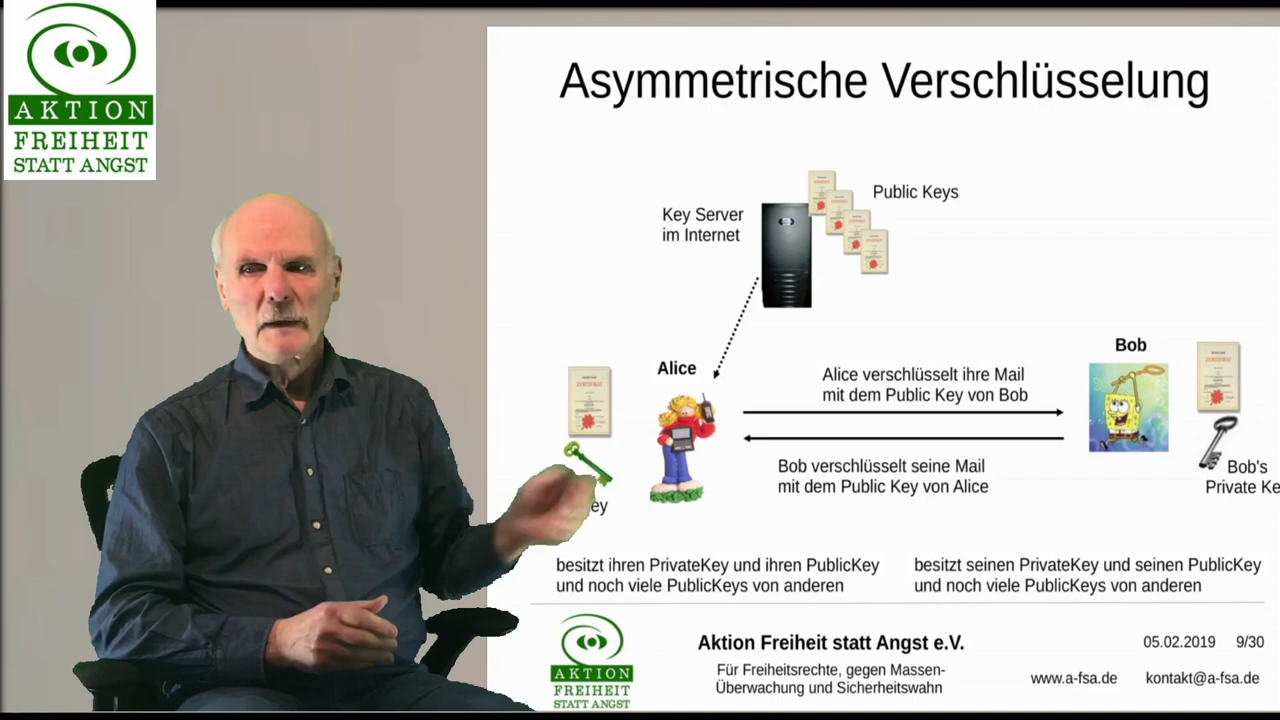 AKTION
FREIHEIT
STATT ANGST
Asymmetrische Verschlüsselung
Public Keys
Key Server
im Internet
Alice
Bob
Alice verschlüsselt ihre Mail
mit dem Public Key von Bob
Bob verschlüsselt seine Mail
mit dem Public Key von Alice
ey
Bob's
Private Ke
besitzt ihren PrivateKey und ihren PublicKey
und noch viele PublicKeys von anderen
besitzt seinen PrivateKey und seinen PublicKey
und noch viele PublicKeys von anderen
AKTION
FREIHEIT
STATT ANGST
Aktion Freiheit statt Angst e.V.
Für Freiheitsrechte, gegen Massen-
Überwachung und Sicherheitswahn
05.02.2019 9/30
www.a-fsa.de kontakt@a-fsa.de